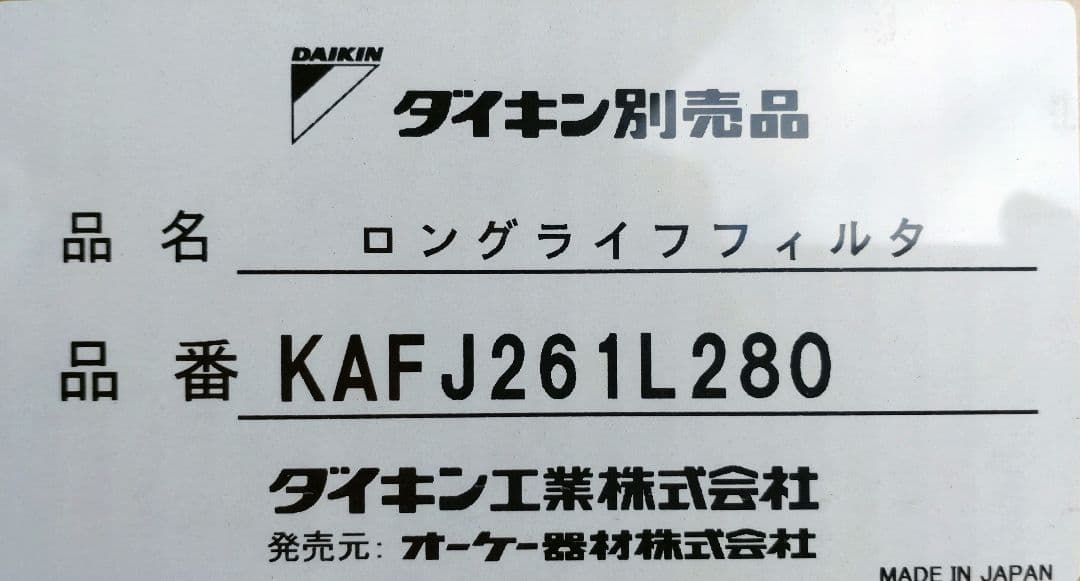 DAIKIN
ダイキン別売品
品 名 ロングライフフィルタ
品 番 KAFJ261L280
ダイキン工業株式会社
発売元: オーケー器材株式会社
MADE IN JAPAN